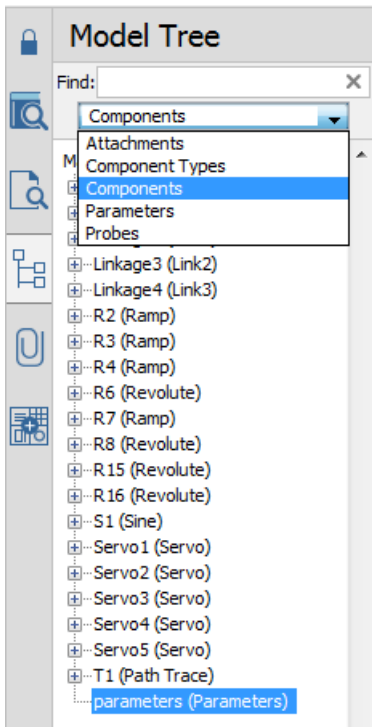 Model Tree
Find:
Components
Attachments
Component Types
Components
Parameters
Probes
Linkage3 (Link2)
Linkage4 (Link3)
R2 (Ramp)
R3 (Ramp)
R4 (Ramp)
R6 (Revolute)
R7 (Ramp)
R8 (Revolute)
R15 (Revolute)
R16 (Revolute)
S1 (Sine)
Servo1 (Servo)
Servo2 (Servo)
Servo3 (Servo)
Servo4 (Servo)
Servo5 (Servo)
T1 (Path Trace)
parameters (Parameters)